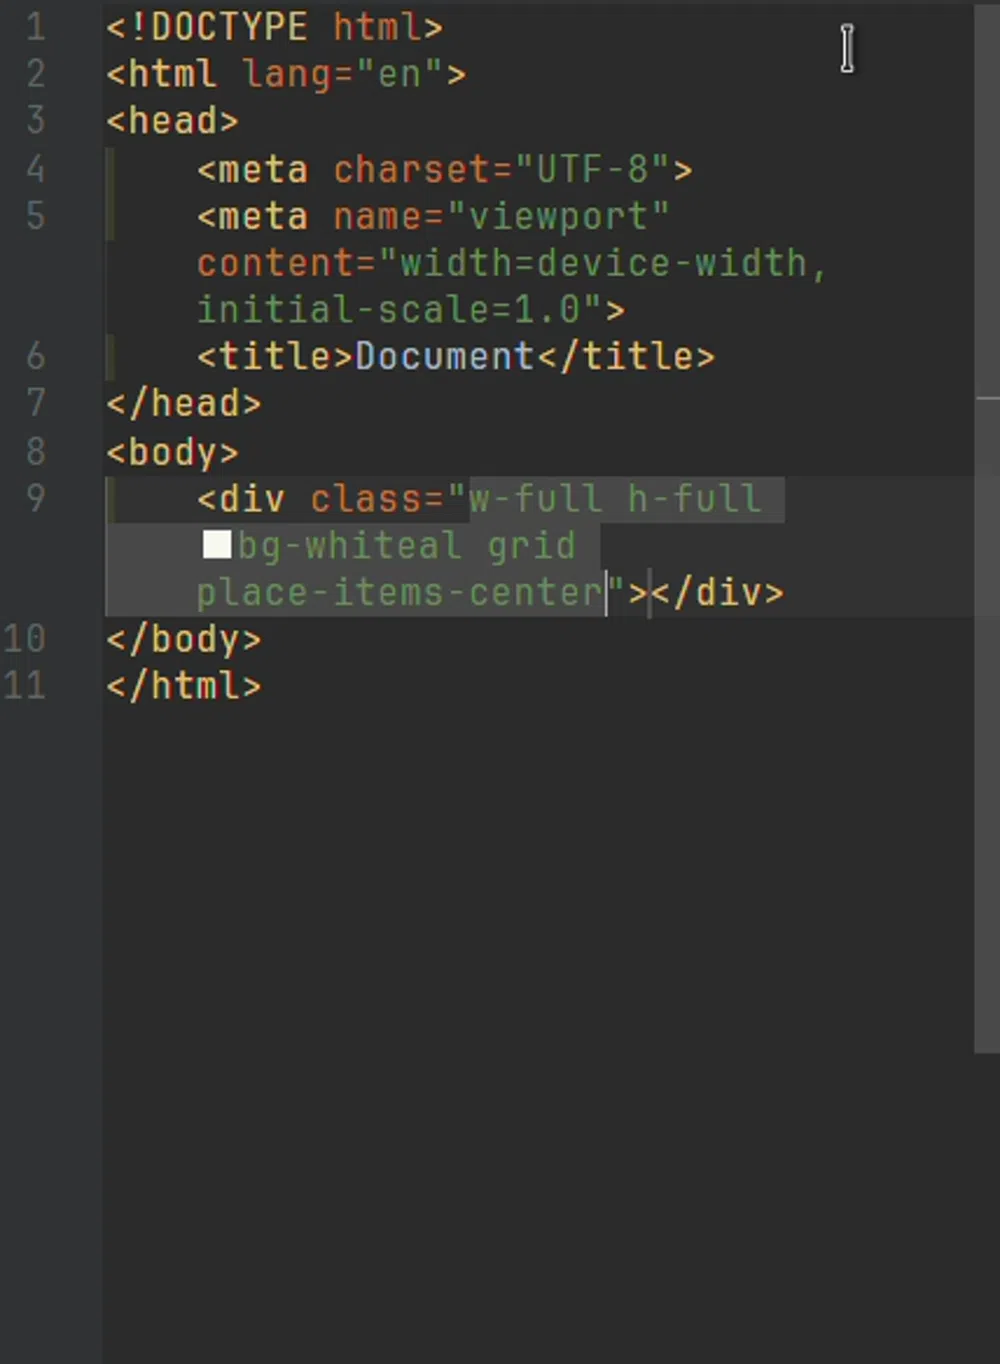 1 <!DOCTYPE html>
2 <html lang="en">
3 <head>
4 <meta charset="UTF-8">
5 <meta name="viewport"
content="width=device-width,
initial-scale=1.0">
6 <title>Document</title>
7 </head>
8 <body>
9 <div class="w-full h-full
bg-whiteal grid
place-items-center"></div>
10 </body>
11 </html>